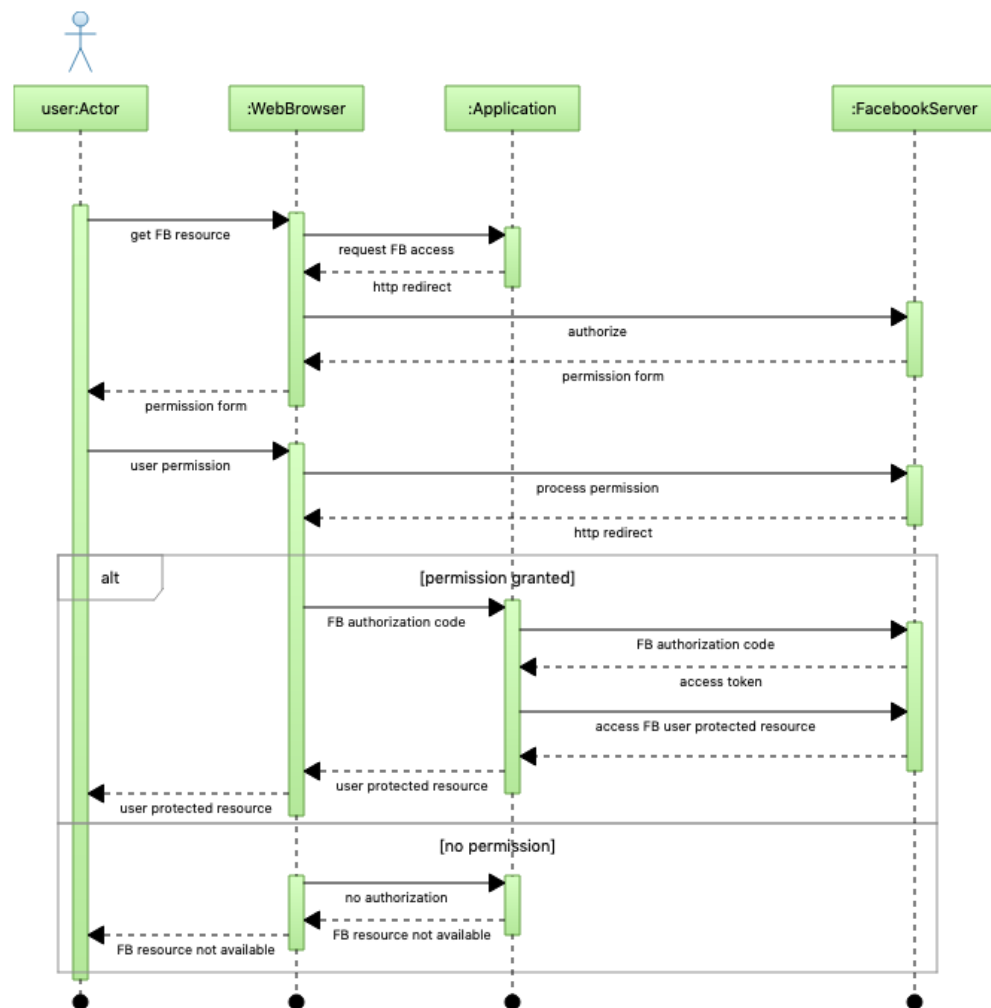 user:Actor
:WebBrowser
:Application
:FacebookServer
get FB resource
request FB access
http redirect
authorize
permission form
permission form
user permission
process permission
http redirect
alt
[permission granted]
FB authorization code
FB authorization code
access token
access FB user protected resource
user protected resource
user protected resource
[no permission]
no authorization
FB resource not available
FB resource not available